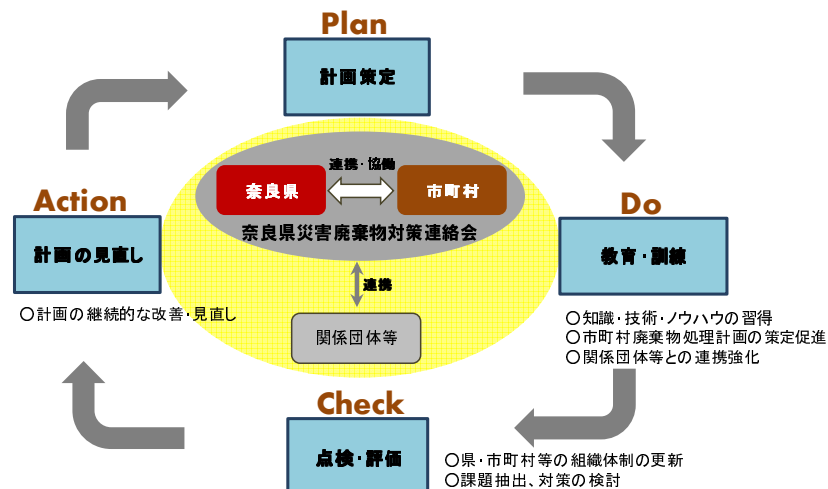 Plan
計画策定
連携・協働
奈良県
市町村
奈良県災害廃棄物対策連絡会
連携
関係団体等
Action
計画の見直し
○計画の継続的な改善・見直し
Do
教育・訓練
○知識・技術・ノウハウの習得
○市町村廃棄物処理計画の策定促進
○関係団体等との連携強化
Check
点検・評価
○県・市町村等の組織体制の更新
○課題抽出、対策の検討